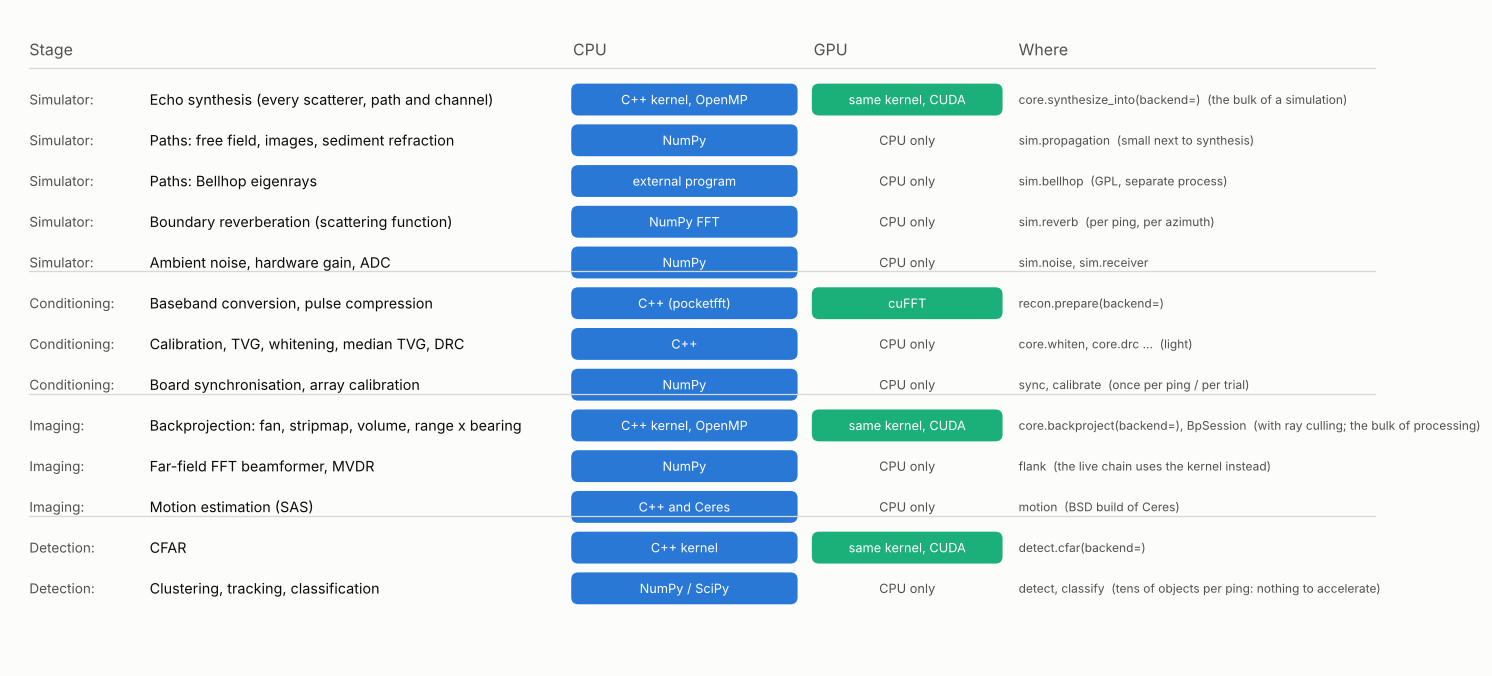 Stage CPU GPU Where
Simulator: Echo synthesis (every scatterer, path and channel) C++ kernel, OpenMP same kernel, CUDA core.synthesize_into(backend=) (the bulk of a simulation)
Simulator: Paths: free field, images, sediment refraction NumPy CPU only sim.propagation (small next to synthesis)
Simulator: Paths: Bellhop eigenrays external program CPU only sim.bellhop (GPL, separate process)
Simulator: Boundary reverberation (scattering function) NumPy FFT CPU only sim.reverb (per ping, per azimuth)
Simulator: Ambient noise, hardware gain, ADC NumPy CPU only sim.noise, sim.receiver
Conditioning: Baseband conversion, pulse compression C++ (pocketfft) cuFFT recon.prepare(backend=)
Conditioning: Calibration, TVG, whitening, median TVG, DRC C++ CPU only core.whiten, core.drc ... (light)
Conditioning: Board synchronisation, array calibration NumPy CPU only sync, calibrate (once per ping / per trial)
Imaging: Backprojection: fan, stripmap, volume, range x bearing C++ kernel, OpenMP same kernel, CUDA core.backproject(backend=), BpSession (with ray culling; the bulk of processing)
Imaging: Far-field FFT beamformer, MVDR NumPy CPU only flank (the live chain uses the kernel instead)
Imaging: Motion estimation (SAS) C++ and Ceres CPU only motion (BSD build of Ceres)
Detection: CFAR C++ kernel same kernel, CUDA detect.cfar(backend=)
Detection: Clustering, tracking, classification NumPy / SciPy CPU only detect, classify (tens of objects per ping: nothing to accelerate)